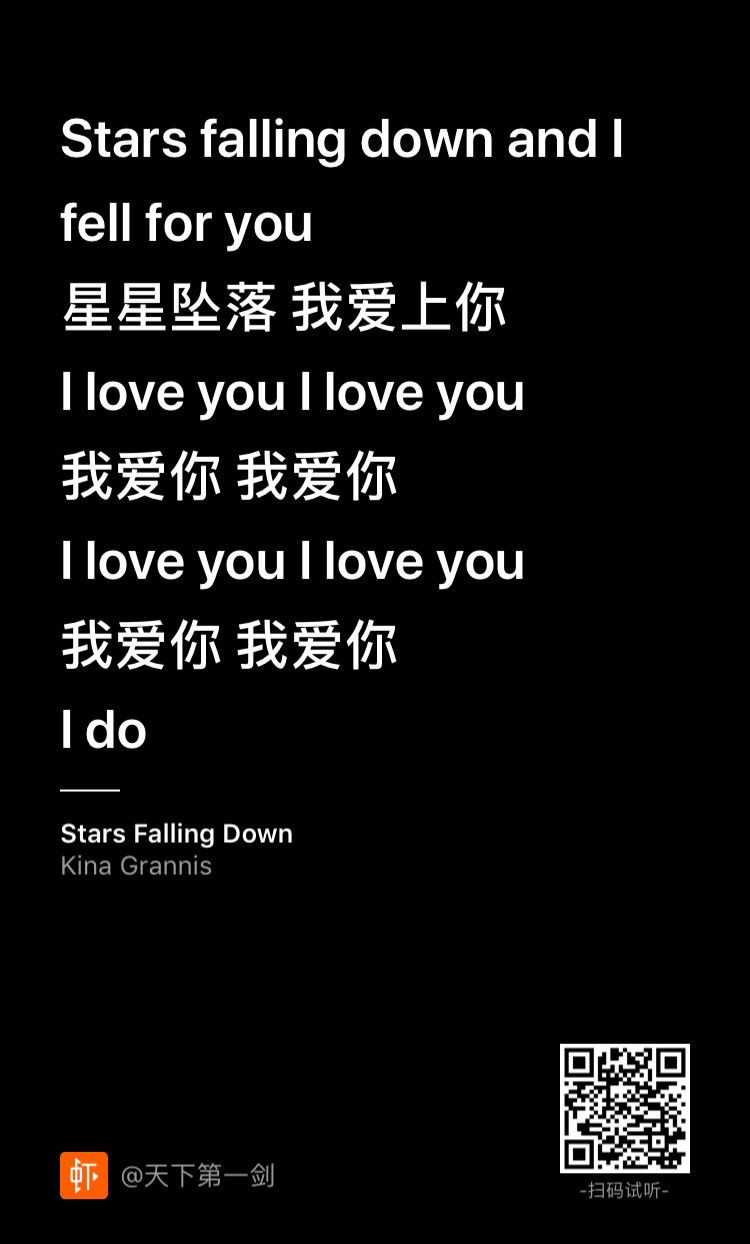 Stars falling down and I
fell for you
星星坠落 我爱上你
I love you I love you
我爱你 我爱你
I love you I love you
我爱你 我爱你
I do
Stars Falling Down
Kina Grannis
虾
@天下第一剑
-扫码试听-